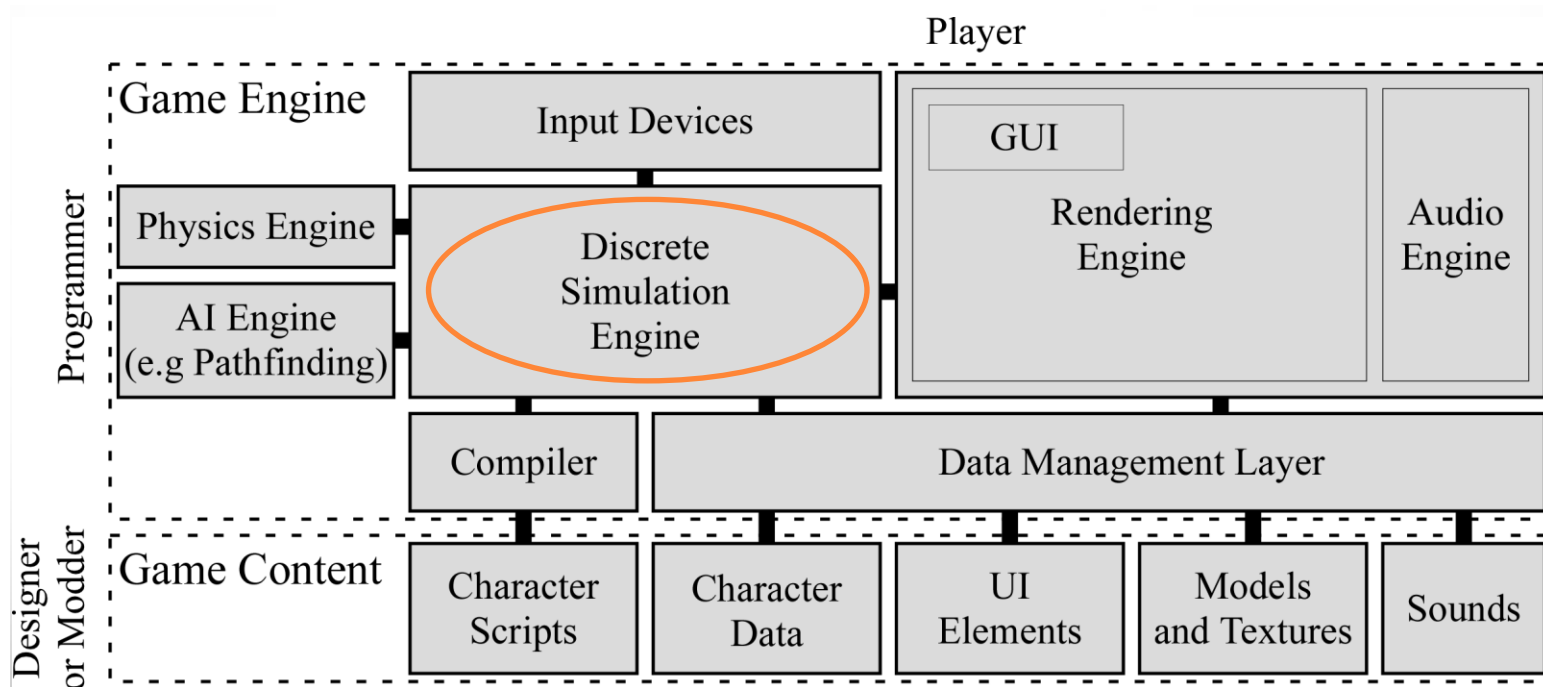 Player
Game Engine
Input Devices
GUI
Rendering
Engine
Audio
Engine
Programmer
Physics Engine
Discrete
Simulation
Engine
AI Engine
(e.g Pathfinding)
Compiler
Data Management Layer
Designer
or Modder
Game Content
Character
Scripts
Character
Data
UI
Elements
Models
and Textures
Sounds